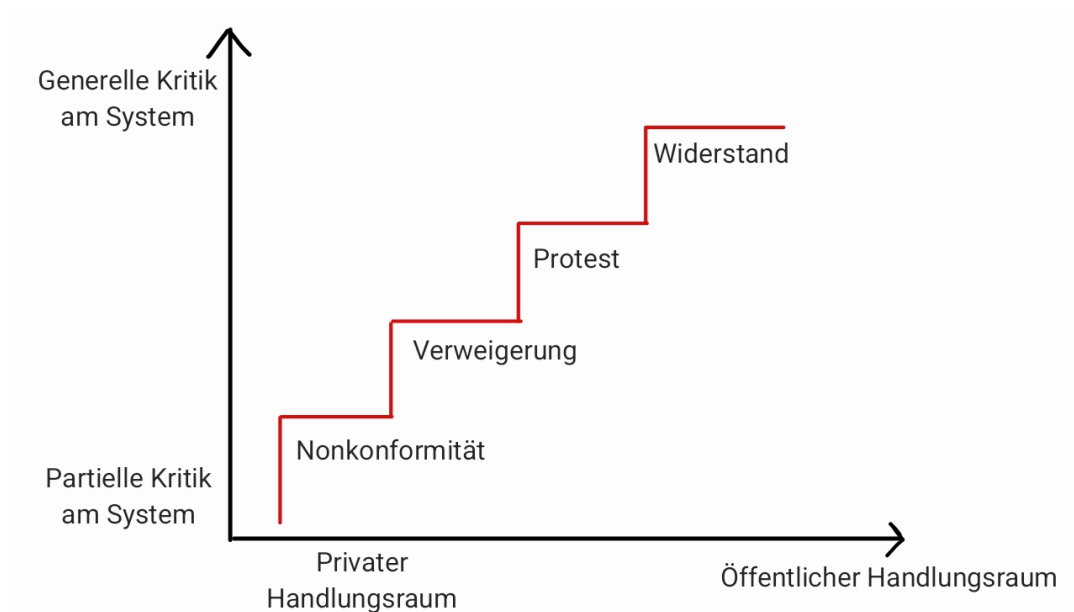 Generelle Kritik
am System
Widerstand
Protest
Verweigerung
Nonkonformität
Partielle Kritik
am System
Privater
Handlungsraum
Öffentlicher Handlungsraum